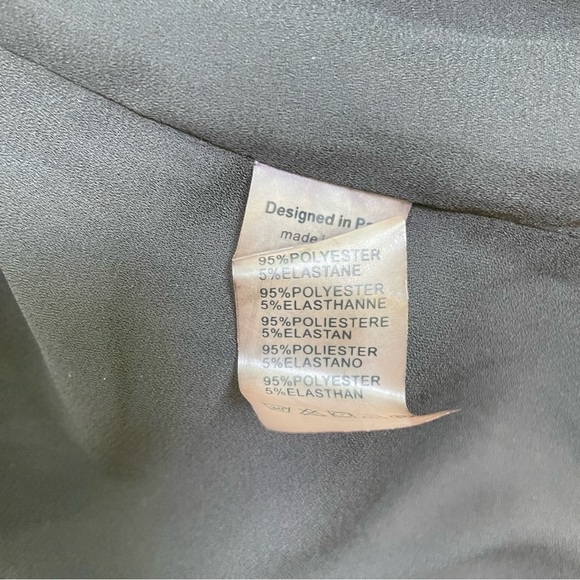 Designed in
made
95%POLYESTER
5%ELASTANE
95%POLYESTER
5%ELASTHANNE
95%POLIESTERE
5%ELASTAN
95%POLIESTER
5%ELASTANO
95%POLYESTER
5%ELASTHAN